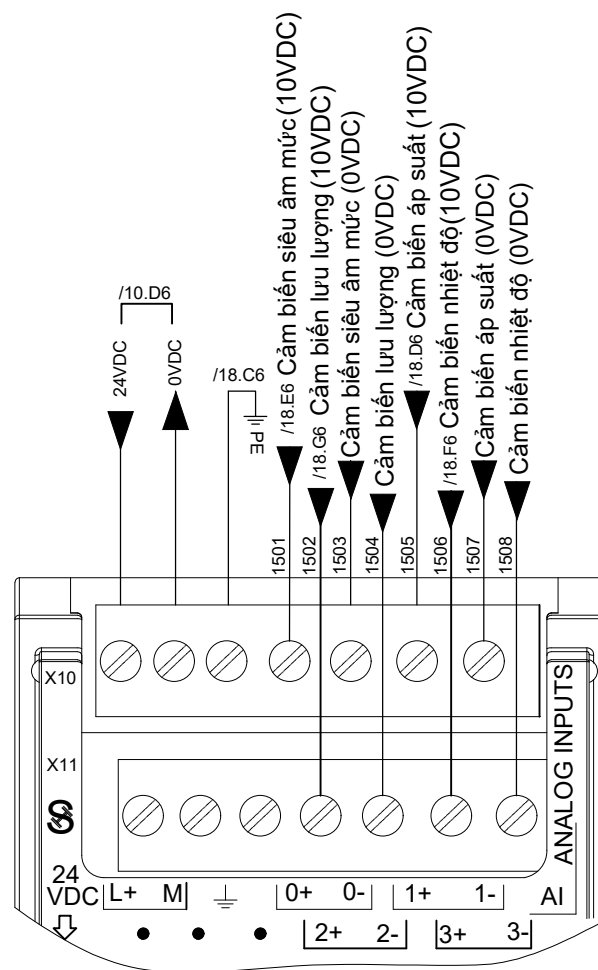 /10.D6
24VDC
0VDC
/18.C6
PE
/18.E6 Cảm biến siêu âm mức(10VDC)
/18.G6 Cảm biến lưu lượng (10VDC)
Cảm biến siêu âm mức (0VDC)
Cảm biến lưu lượng (0VDC)
/18.D6 Cảm biến áp suất (10VDC)
/18.F6 Cảm biến nhiệt độ(10VDC)
Cảm biến áp suất (0VDC)
Cảm biến nhiệt độ (0VDC)
1501
1502
1503
1504
1505
1506
1507
1508
X10
X11
ANALOG INPUTS
24
VDC
L+ M 0+ 0- 1+ 1- AI
2+ 2- 3+ 3-